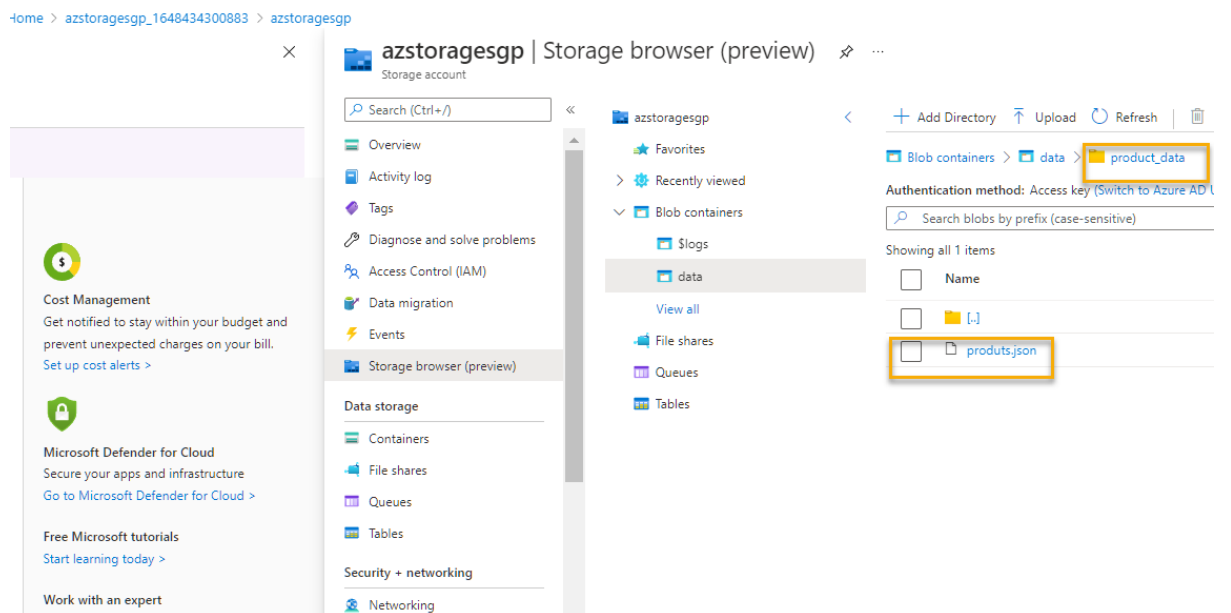 Home > azstoragesgp_1648434300883 > azstoragesgp
azstoragesgp | Storage browser (preview)
Storage account
Search (Ctrl+/)
Overview
Activity log
Tags
Diagnose and solve problems
Access Control (IAM)
Data migration
Events
Storage browser (preview)
Data storage
Containers
File shares
Queues
Tables
Security + networking
Networking
Cost Management
Get notified to stay within your budget and
prevent unexpected charges on your bill.
Set up cost alerts >
Microsoft Defender for Cloud
Secure your apps and infrastructure
Go to Microsoft Defender for Cloud >
Free Microsoft tutorials
Start learning today >
Work with an expert
azstoragesgp
Favorites
Recently viewed
Blob containers
$logs
data
View all
File shares
Queues
Tables
Add Directory Upload Refresh
Blob containers > data > product_data
Authentication method: Access key (Switch to Azure AD U
Search blobs by prefix (case-sensitive)
Showing all 1 items
Name
[..]
produts.json